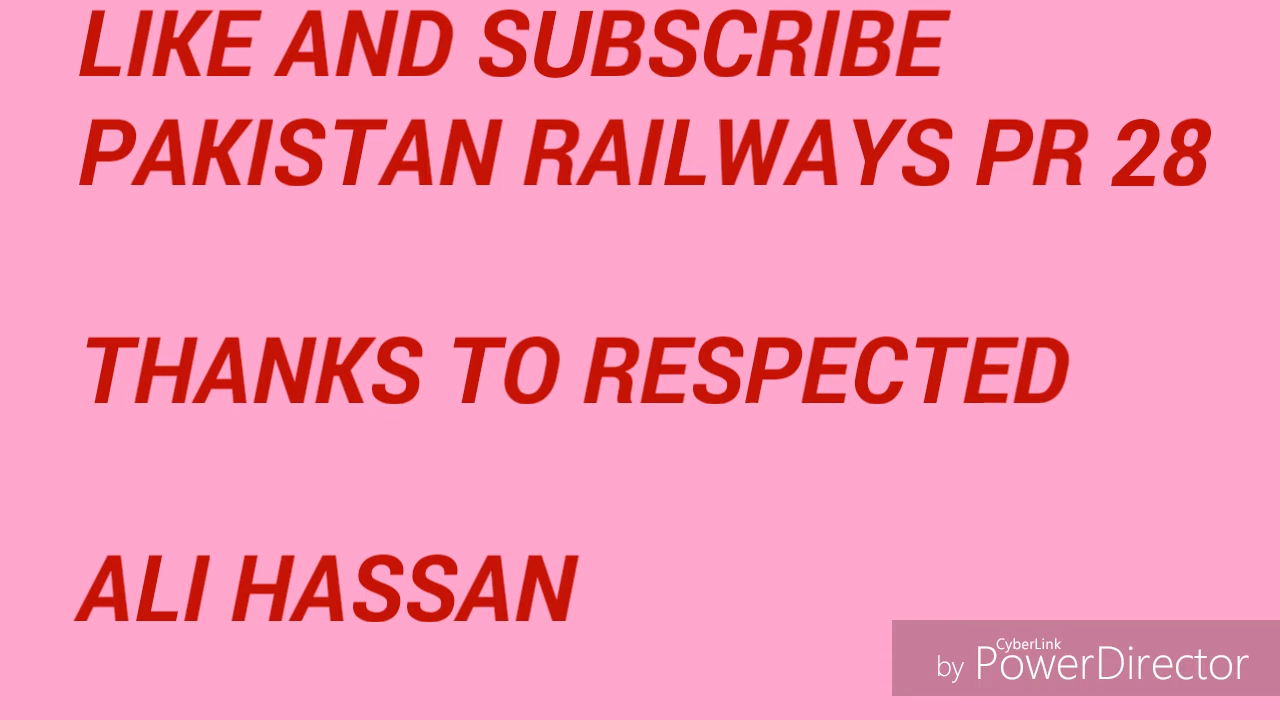 LIKE AND SUBSCRIBE
PAKISTAN RAILWAYS PR 28
THANKS TO RESPECTED
ALI HASSAN
CyberLink
by PowerDirector